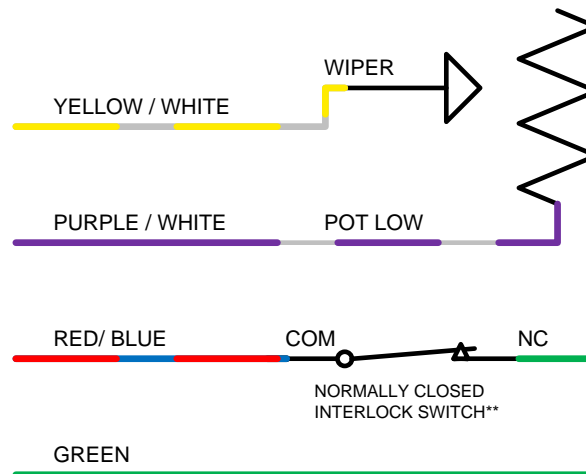 WIPER
YELLOW / WHITE
PURPLE / WHITE
POT LOW
RED/ BLUE
COM
NC
NORMALLY CLOSED
INTERLOCK SWITCH**
GREEN